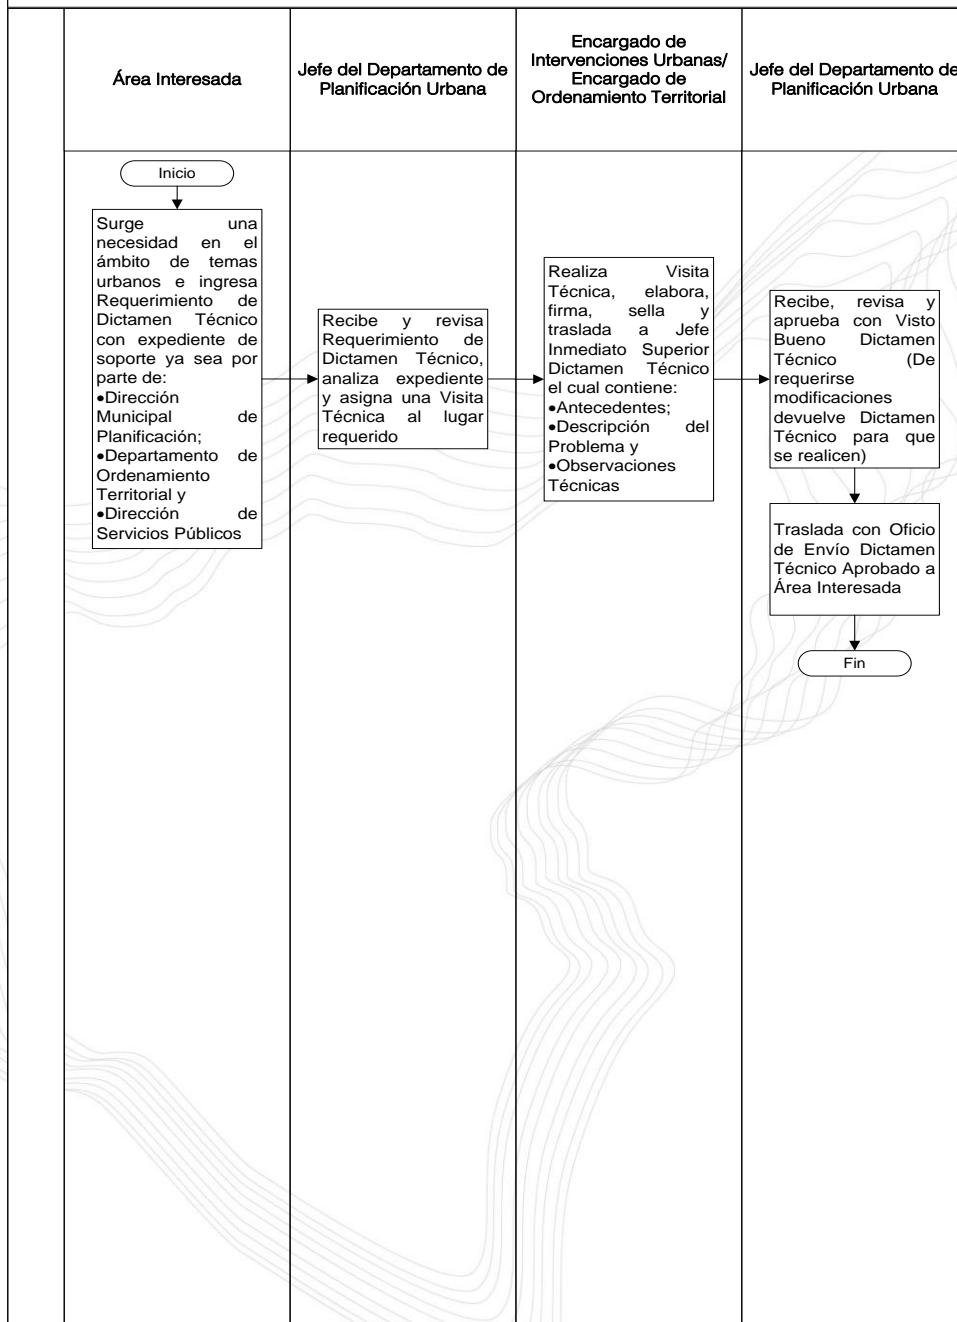 Área Interesada
Jefe del Departamento de
Planificación Urbana
Encargado de
Intervenciones Urbanas/
Encargado de
Ordenamiento Territorial
Jefe del Departamento de
Planificación Urbana
Inicio
Surge una
necesidad en el
ámbito de temas
urbanos e ingresa
Requerimiento de
Dictamen Técnico
con expediente de
soporte ya sea por
parte de:
•Dirección
Municipal de
Planificación;
•Departamento de
Ordenamiento
Territorial y
•Dirección de
Servicios Públicos
Recibe y revisa
Requerimiento de
Dictamen Técnico,
analiza expediente
y asigna una Visita
Técnica al lugar
requerido
Realiza Visita
Técnica, elabora,
firma, sella y
traslada a Jefe
Inmediato Superior
Dictamen Técnico
el cual contiene:
•Antecedentes;
•Descripción del
Problema y
•Observaciones
Técnicas
Recibe, revisa y
aprueba con Visto
Bueno Dictamen
Técnico (De
requerirse
modificaciones
devuelve Dictamen
Técnico para que
se realicen)
Traslada con Oficio
de Envío Dictamen
Técnico Aprobado a
Área Interesada
Fin